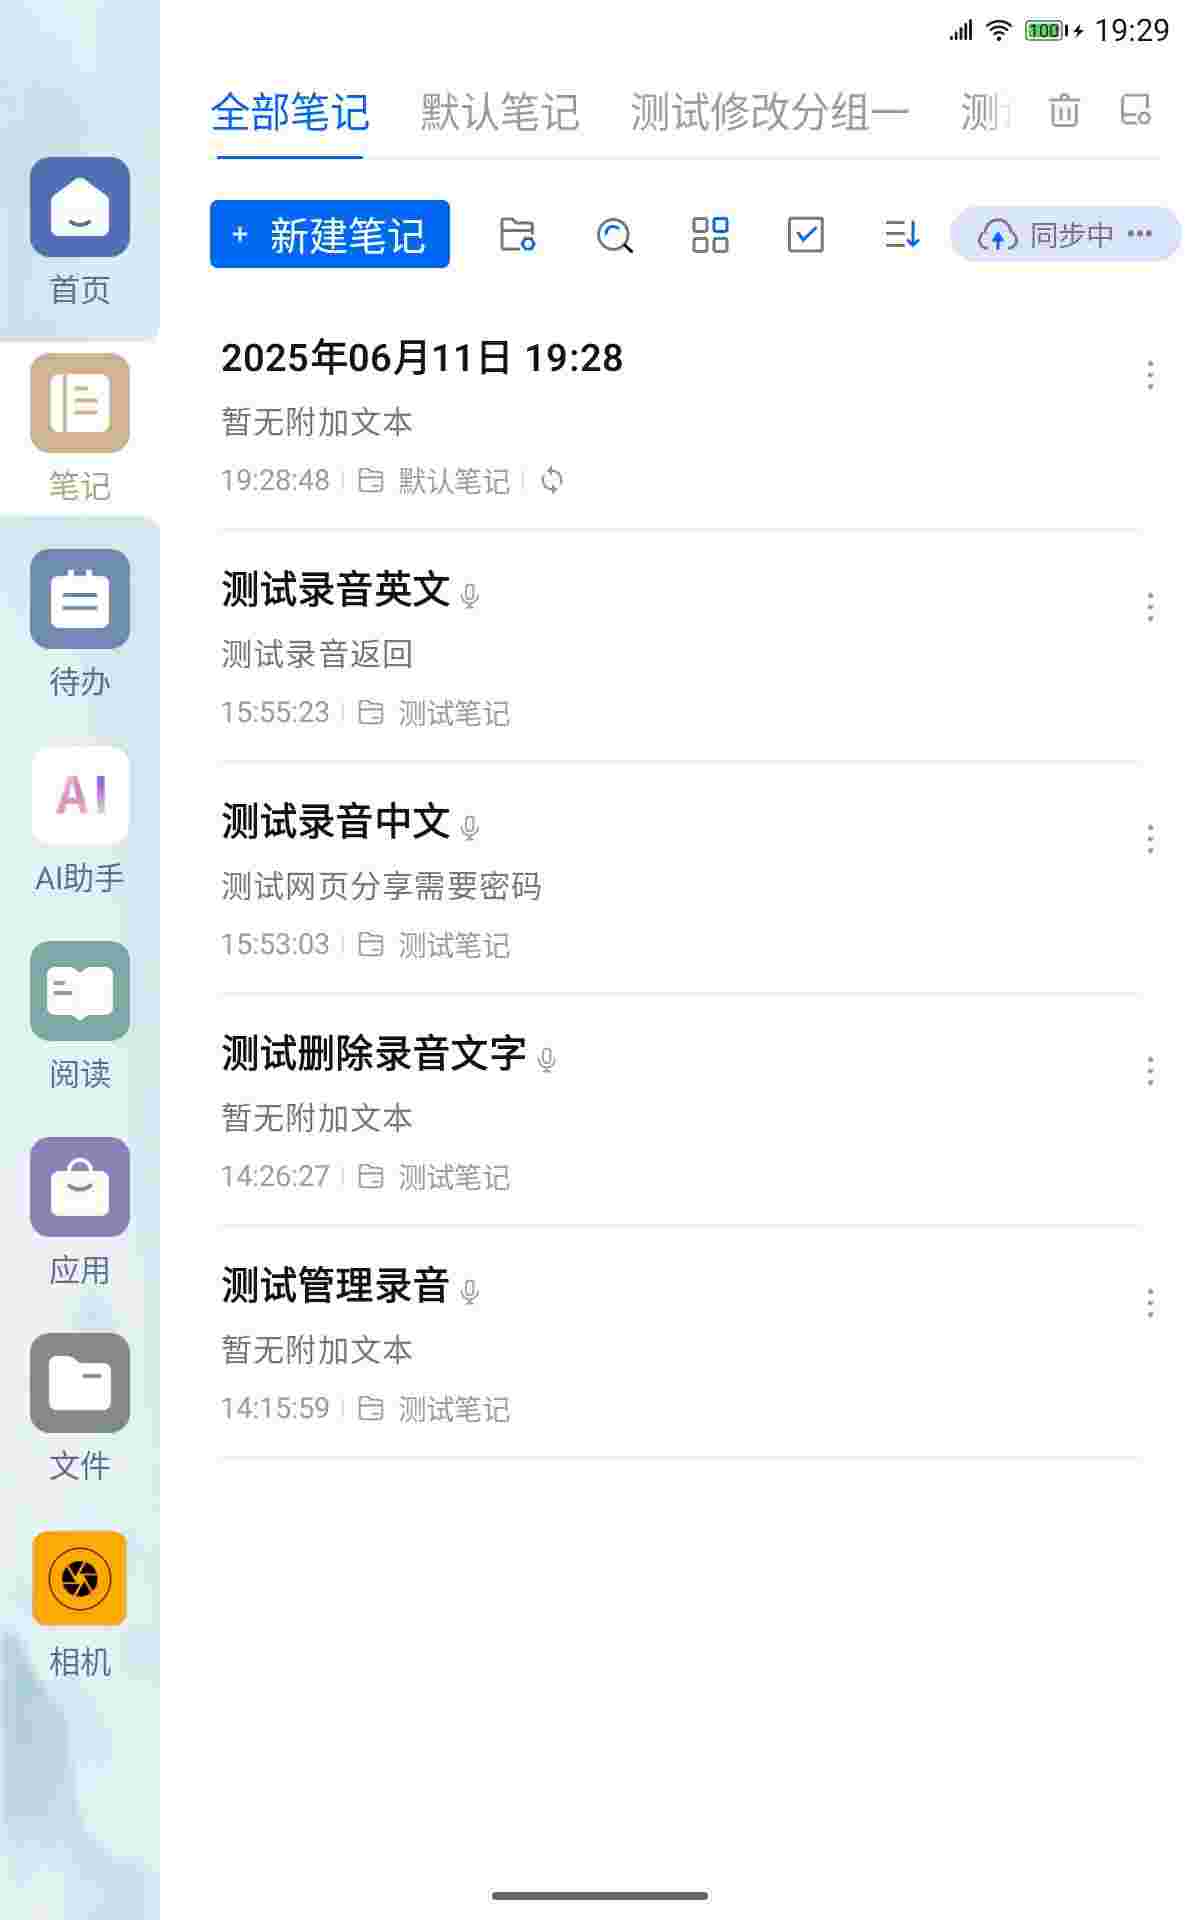 100 19:29
全部笔记 默认笔记 测试修改分组一 测
+ 新建笔记 同步中 •••
首页
笔记
待办
AI
AI助手
阅读
应用
文件
相机
2025年06月11日 19:28
暂无附加文本
19:28:48 默认笔记
测试录音英文
测试录音返回
15:55:23 测试笔记
测试录音中文
测试网页分享需要密码
15:53:03 测试笔记
测试删除录音文字
暂无附加文本
14:26:27 测试笔记
测试管理录音
暂无附加文本
14:15:59 测试笔记